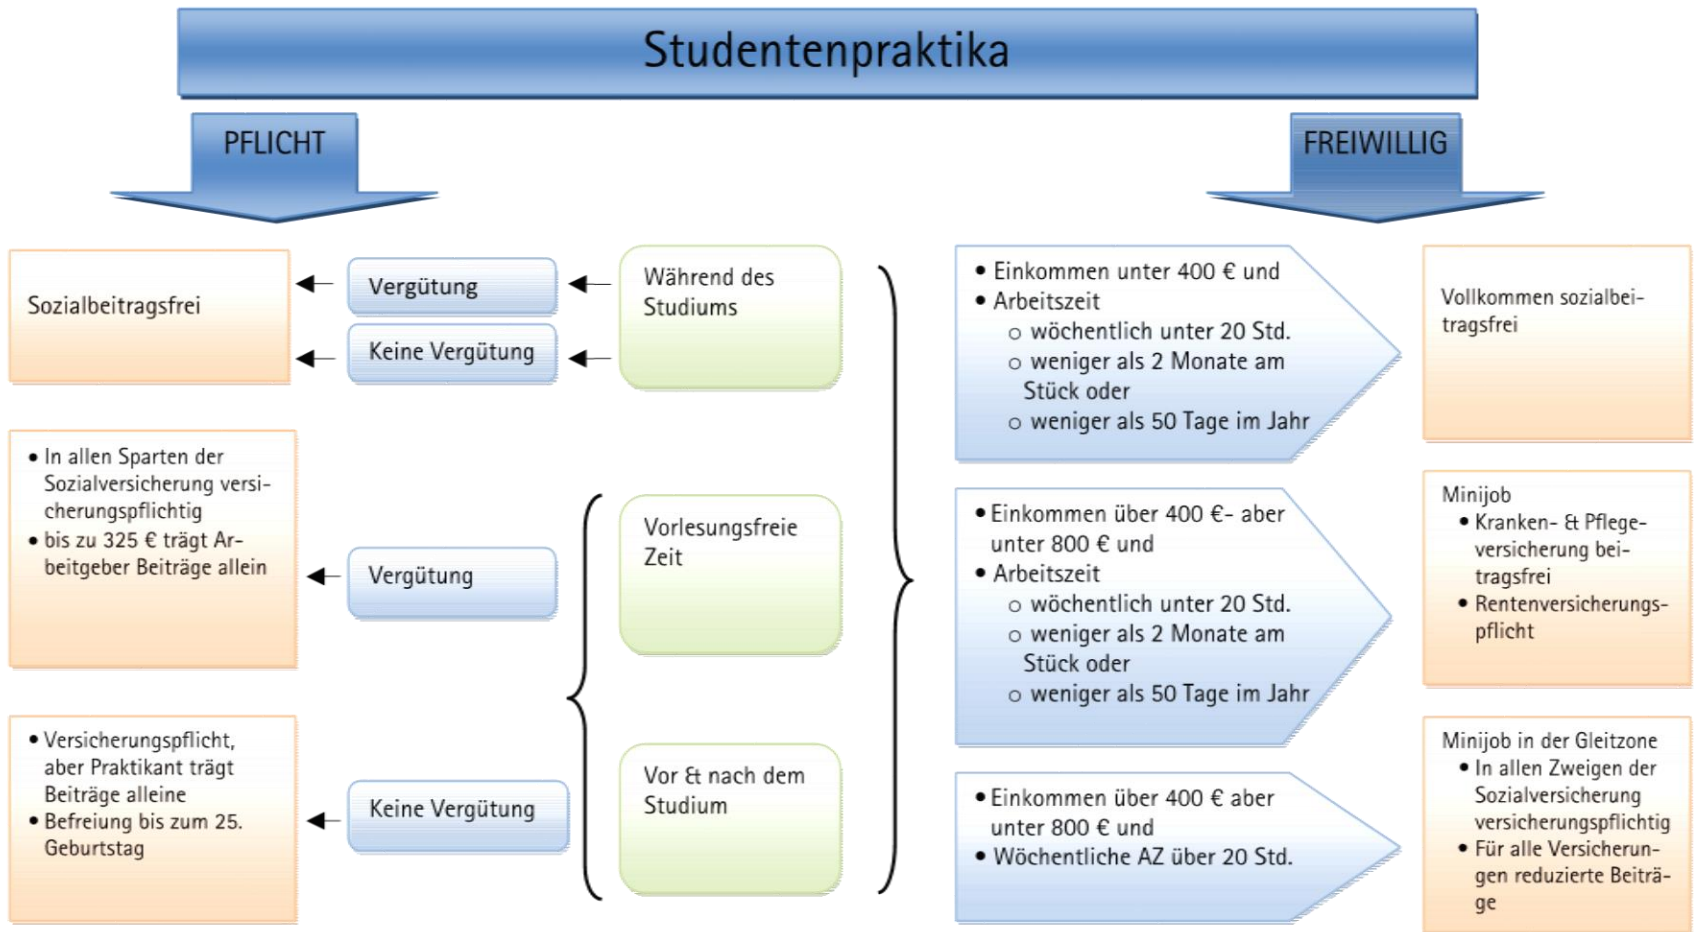 Studentenpraktika
PFLICHT
FREIWILLIG
Sozialbeitragsfrei
Vergütung
Keine Vergütung
Während des
Studiums
• In allen Sparten der
Sozialversicherung versi-
cherungspflichtig
• bis zu 325 € trägt Ar-
beitgeber Beiträge allein
Vergütung
Vorlesungsfreie
Zeit
• Versicherungspflicht,
aber Praktikant trägt
Beiträge alleine
• Befreiung bis zum 25.
Geburtstag
Keine Vergütung
Vor & nach dem
Studium
• Einkommen unter 400 € und
• Arbeitszeit
o wöchentlich unter 20 Std.
o weniger als 2 Monate am
Stück oder
o weniger als 50 Tage im Jahr
Vollkommen sozialbei-
tragsfrei
• Einkommen über 400 €- aber
unter 800 € und
• Arbeitszeit
o wöchentlich unter 20 Std.
o weniger als 2 Monate am
Stück oder
o weniger als 50 Tage im Jahr
Minijob
• Kranken- & Pflege-
versicherung bei-
tragsfrei
• Rentenversicherungs-
pflicht
• Einkommen über 400 € aber
unter 800 € und
• Wöchentliche AZ über 20 Std.
Minijob in der Gleitzone
• In allen Zweigen der
Sozialversicherung
versicherungspflichtig
• Für alle Versicherun-
gen reduzierte Beiträ-
ge